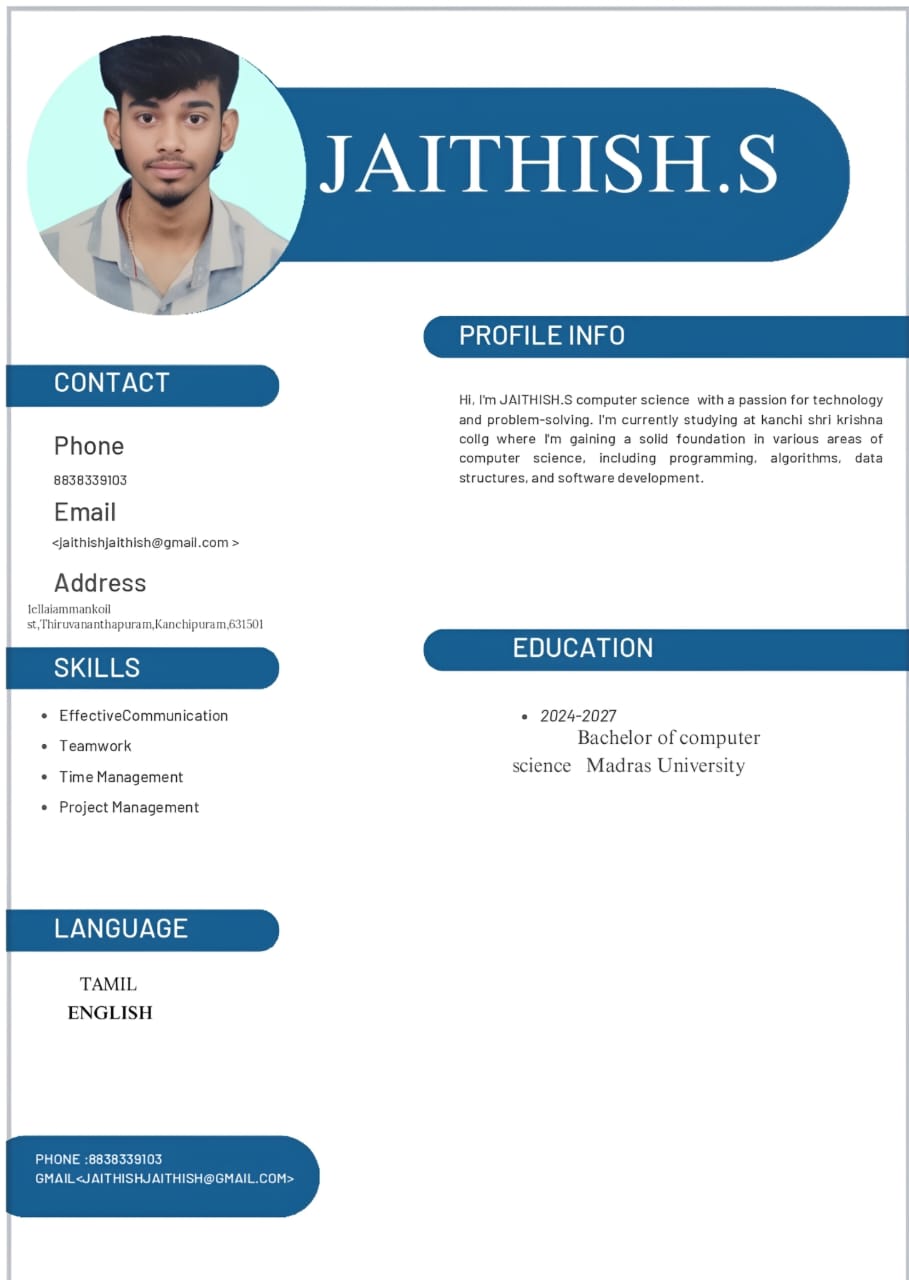 JAITHISH.S
CONTACT
Phone
8838339103
Email
<jaithishjaithish@gmail.com >
Address
1ellaiammankoil
st,Thiruvananthapuram,Kanchipuram,631501
SKILLS
• EffectiveCommunication
• Teamwork
• Time Management
• Project Management
LANGUAGE
TAMIL
ENGLISH
PHONE :8838339103
GMAIL<JAITHISHJAITHISH@GMAIL.COM>
PROFILE INFO
Hi, I'm JAITHISH.S computer science with a passion for technology
and problem-solving. I'm currently studying at kanchi shri krishna
collg where I'm gaining a solid foundation in various areas of
computer science, including programming, algorithms, data
structures, and software development.
EDUCATION
• 2024-2027
Bachelor of computer
science Madras University